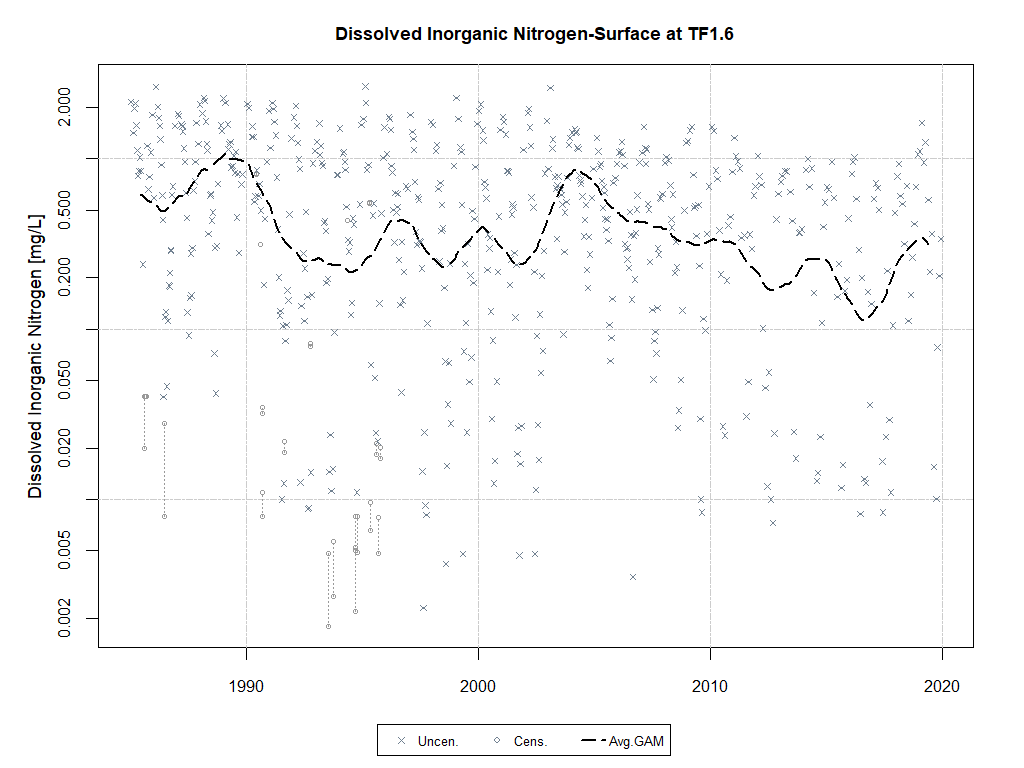 Dissolved Inorganic Nitrogen-Surface at TF1.6
Dissolved Inorganic Nitrogen [mg/L]
2.000
0.500
0.200
0.050
0.020
0.005
0.002
1990 2000 2010 2020
Uncen. Cens. Avg.GAM